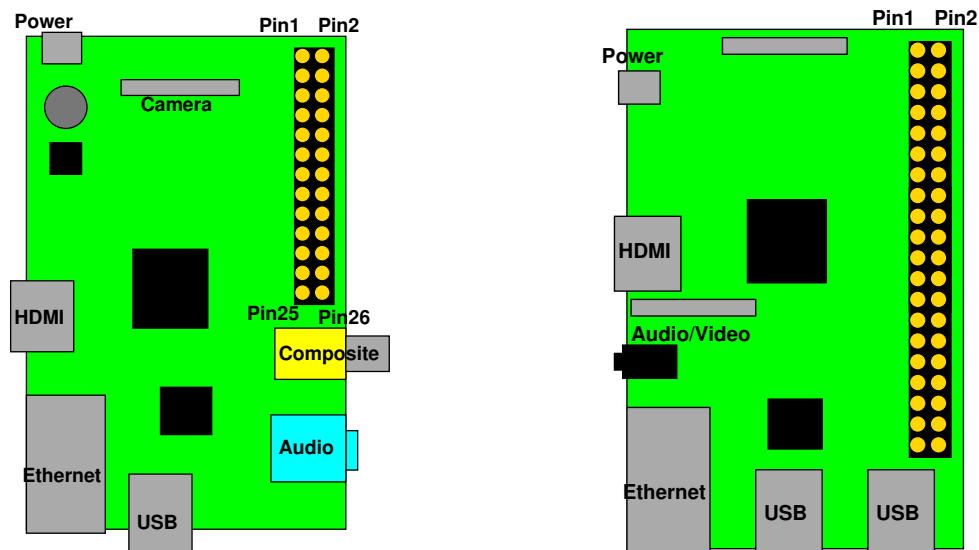 Power
Pin1 Pin2
Camera
HDMI
Pin25 Pin26
Composite
Audio
Ethernet
USB
Pin1 Pin2
Power
HDMI
Audio/Video
Ethernet
USB
USB